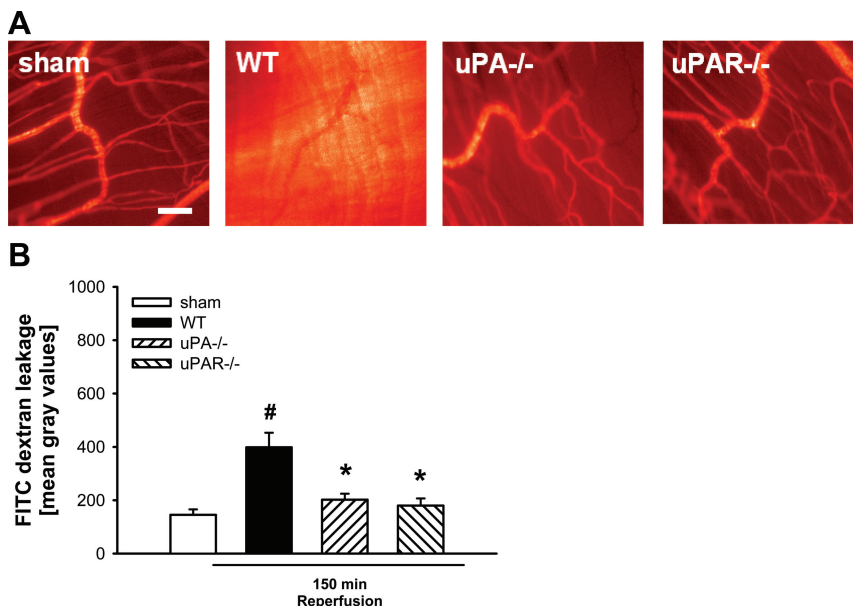 A
sham
WT
uPA-/-
uPAR-/-
B
FITC dextran leakage
[mean gray values]
1000
800
600
400
200
0
sham
WT
uPA-/-
uPAR-/-
#
*
*
150 min
Reperfusion